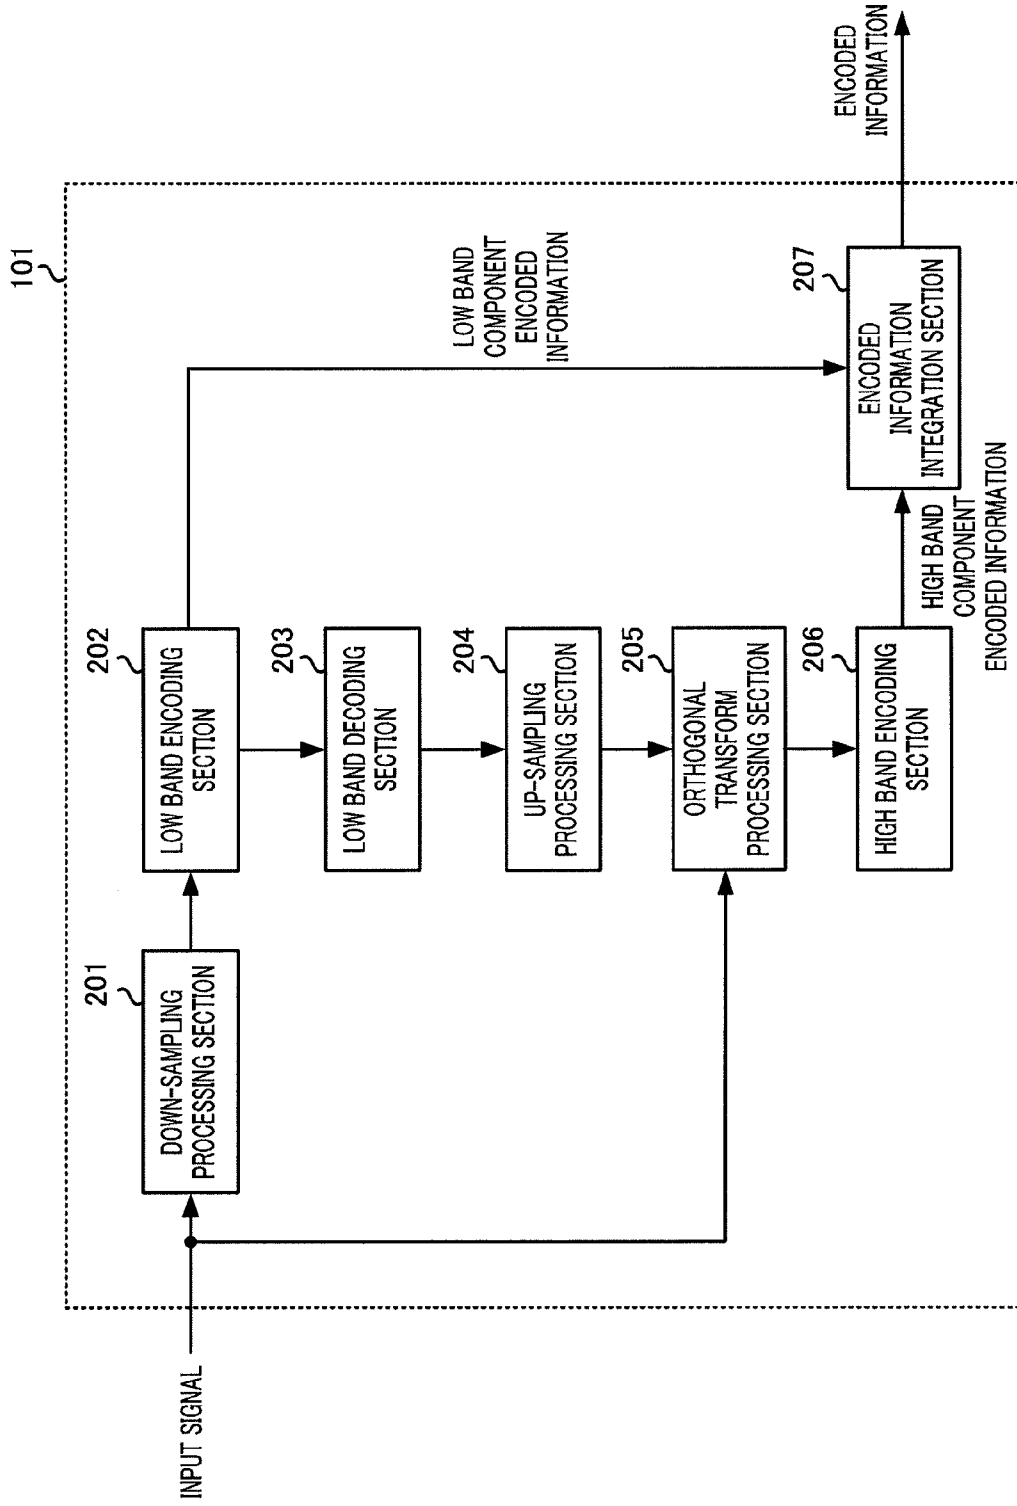 101
INPUT SIGNAL
201
DOWN-SAMPLING
PROCESSING SECTION
202
LOW BAND ENCODING
SECTION
203
LOW BAND DECODING
SECTION
204
UP-SAMPLING
PROCESSING SECTION
205
ORTHOGONAL
TRANSFORM
PROCESSING SECTION
206
HIGH BAND ENCODING
SECTION
LOW BAND
COMPONENT
ENCODED
INFORMATION
HIGH BAND
COMPONENT
ENCODED INFORMATION
207
ENCODED
INFORMATION
INTEGRATION SECTION
ENCODED
INFORMATION